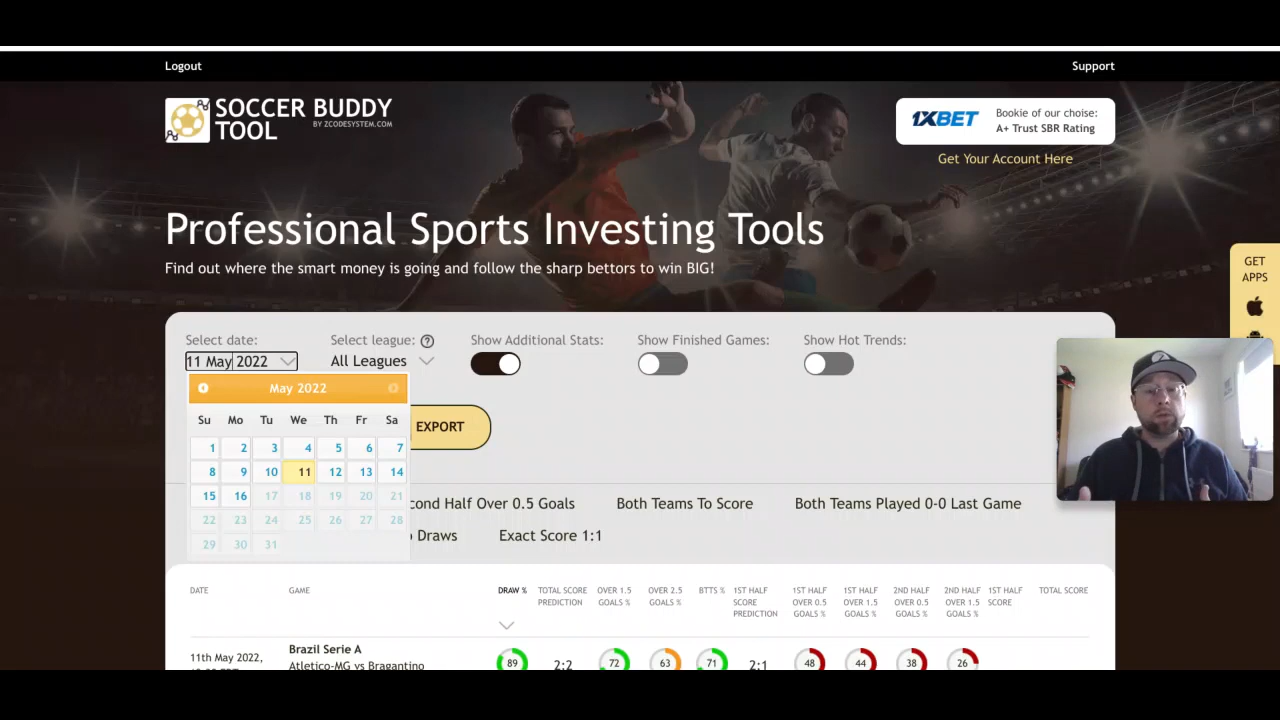 Logout
Support
SOCCER BUDDY
TOOL
BY ZCODESYSTEM.COM
1XBET
Bookie of our choise:
A+ Trust SBR Rating
Get Your Account Here
Professional Sports Investing Tools
Find out where the smart money is going and follow the sharp bettors to win BIG!
GET
APPS
Select date:
Select league: ?
Show Additional Stats:
Show Finished Games:
Show Hot Trends:
11 May 2022
All Leagues
May 2022
Su Mo Tu We Th Fr Sa
1 2 3 4 5 6 7
8 9 10 11 12 13 14
15 16 17 18 19 20 21
22 23 24 25 26 27 28
29 30 31
EXPORT
cond Half Over 0.5 Goals
Both Teams To Score
Both Teams Played 0-0 Last Game
Draws
Exact Score 1:1
DATE
GAME
DRAW %
TOTAL SCORE
PREDICTION
OVER 1.5
GOALS %
OVER 2.5
GOALS %
BTTS %
1ST HALF
SCORE
PREDICTION
1ST HALF
OVER 0.5
GOALS %
1ST HALF
OVER 1.5
GOALS %
2ND HALF
OVER 0.5
GOALS %
2ND HALF
OVER 1.5
GOALS %
1ST HALF
SCORE
TOTAL SCORE
11th May 2022,
Brazil Serie A
Atletico-MG vs Bragantino
89 2:2 72 63 71 2:1 48 44 38 26